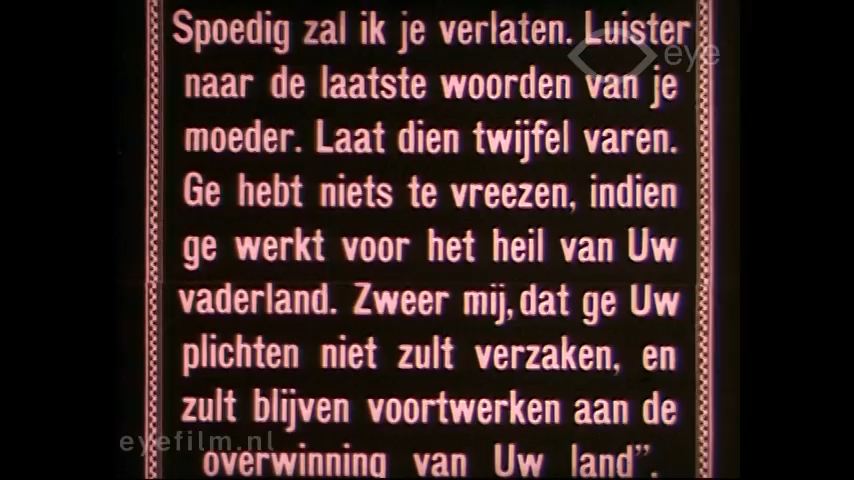 Spoedig zal ik je verlaten. Luister
naar de laatste woorden van je
moeder. Laat dien twijfel varen.
Ge hebt niets te vreezen, indien
ge werkt voor het heil van Uw
vaderland. Zweer mij, dat ge Uw
plichten niet zult verzaken, en
zult blijven voortwerken aan de
overwinning van Uw land”.
eye
eyefilm.nl